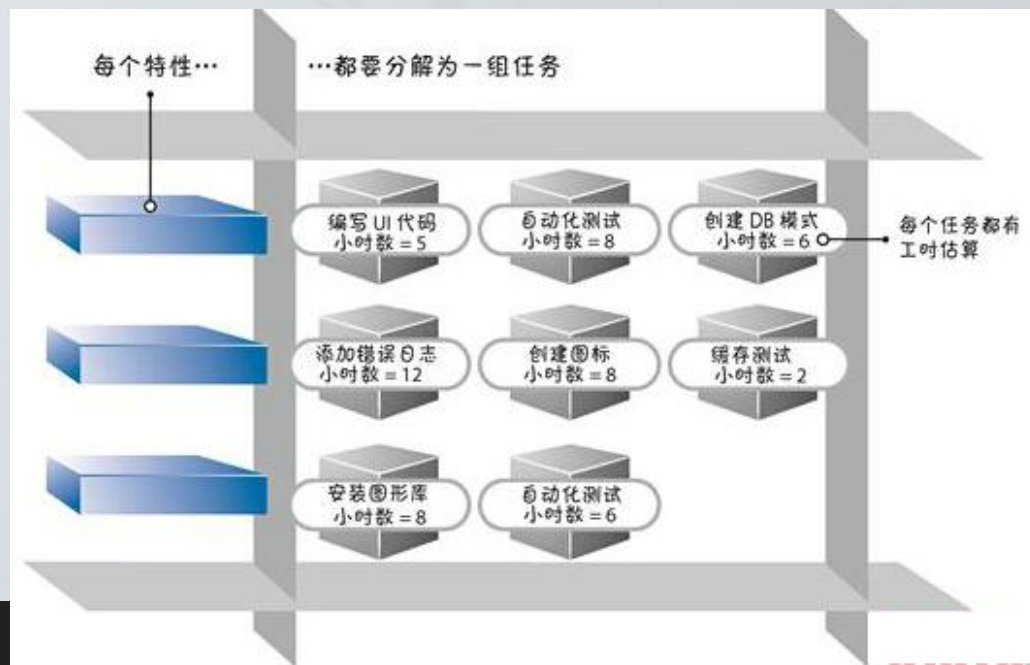 每个特性…
…都要分解为一组任务
编写 UI 代码
小时数 = 5
自动化测试
小时数 = 8
创建 DB 模式
小时数 = 6
每个任务都有
工时估算
添加错误日志
小时数 = 12
创建图标
小时数 = 8
缓存测试
小时数 = 2
安装图形库
小时数 = 8
自动化测试
小时数 = 6